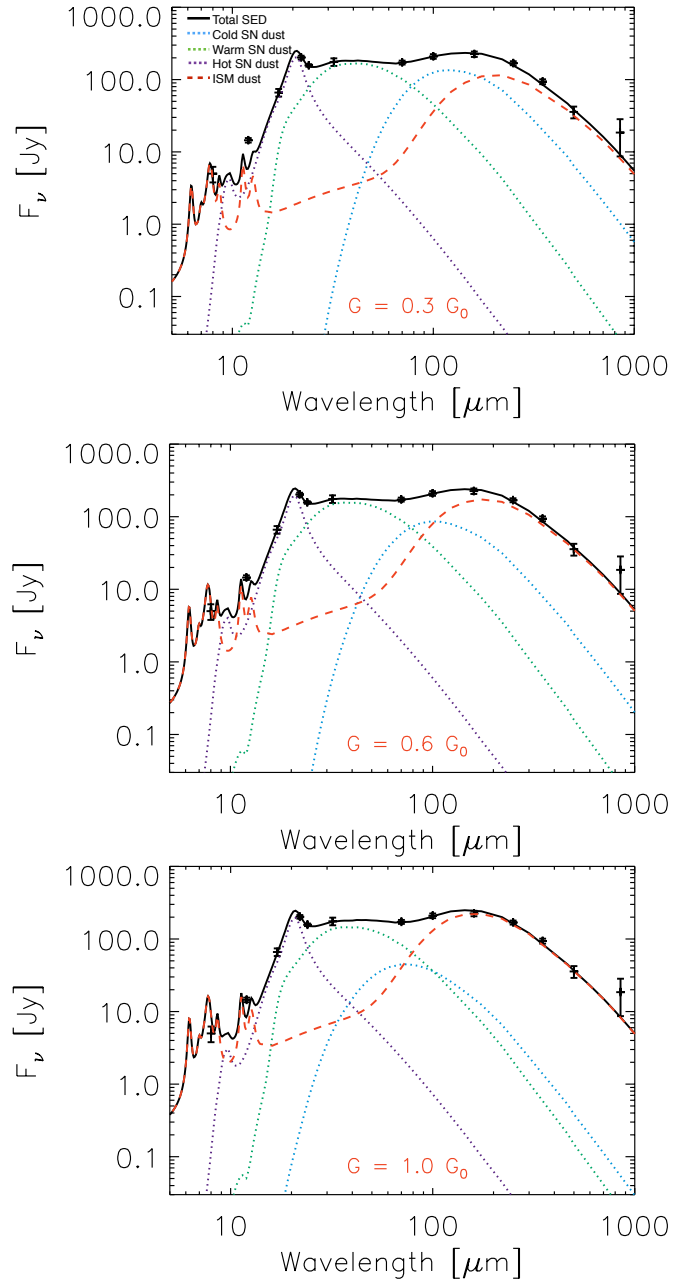 Total SED
Cold SN dust
Warm SN dust
Hot SN dust
ISM dust
1000.0
100.0
10.0
1.0
0.1
Fν [Jy]
G = 0.3 G0
10 100 1000
Wavelength [μm]
1000.0
100.0
10.0
1.0
0.1
Fν [Jy]
G = 0.6 G0
10 100 1000
Wavelength [μm]
1000.0
100.0
10.0
1.0
0.1
Fν [Jy]
G = 1.0 G0
10 100 1000
Wavelength [μm]